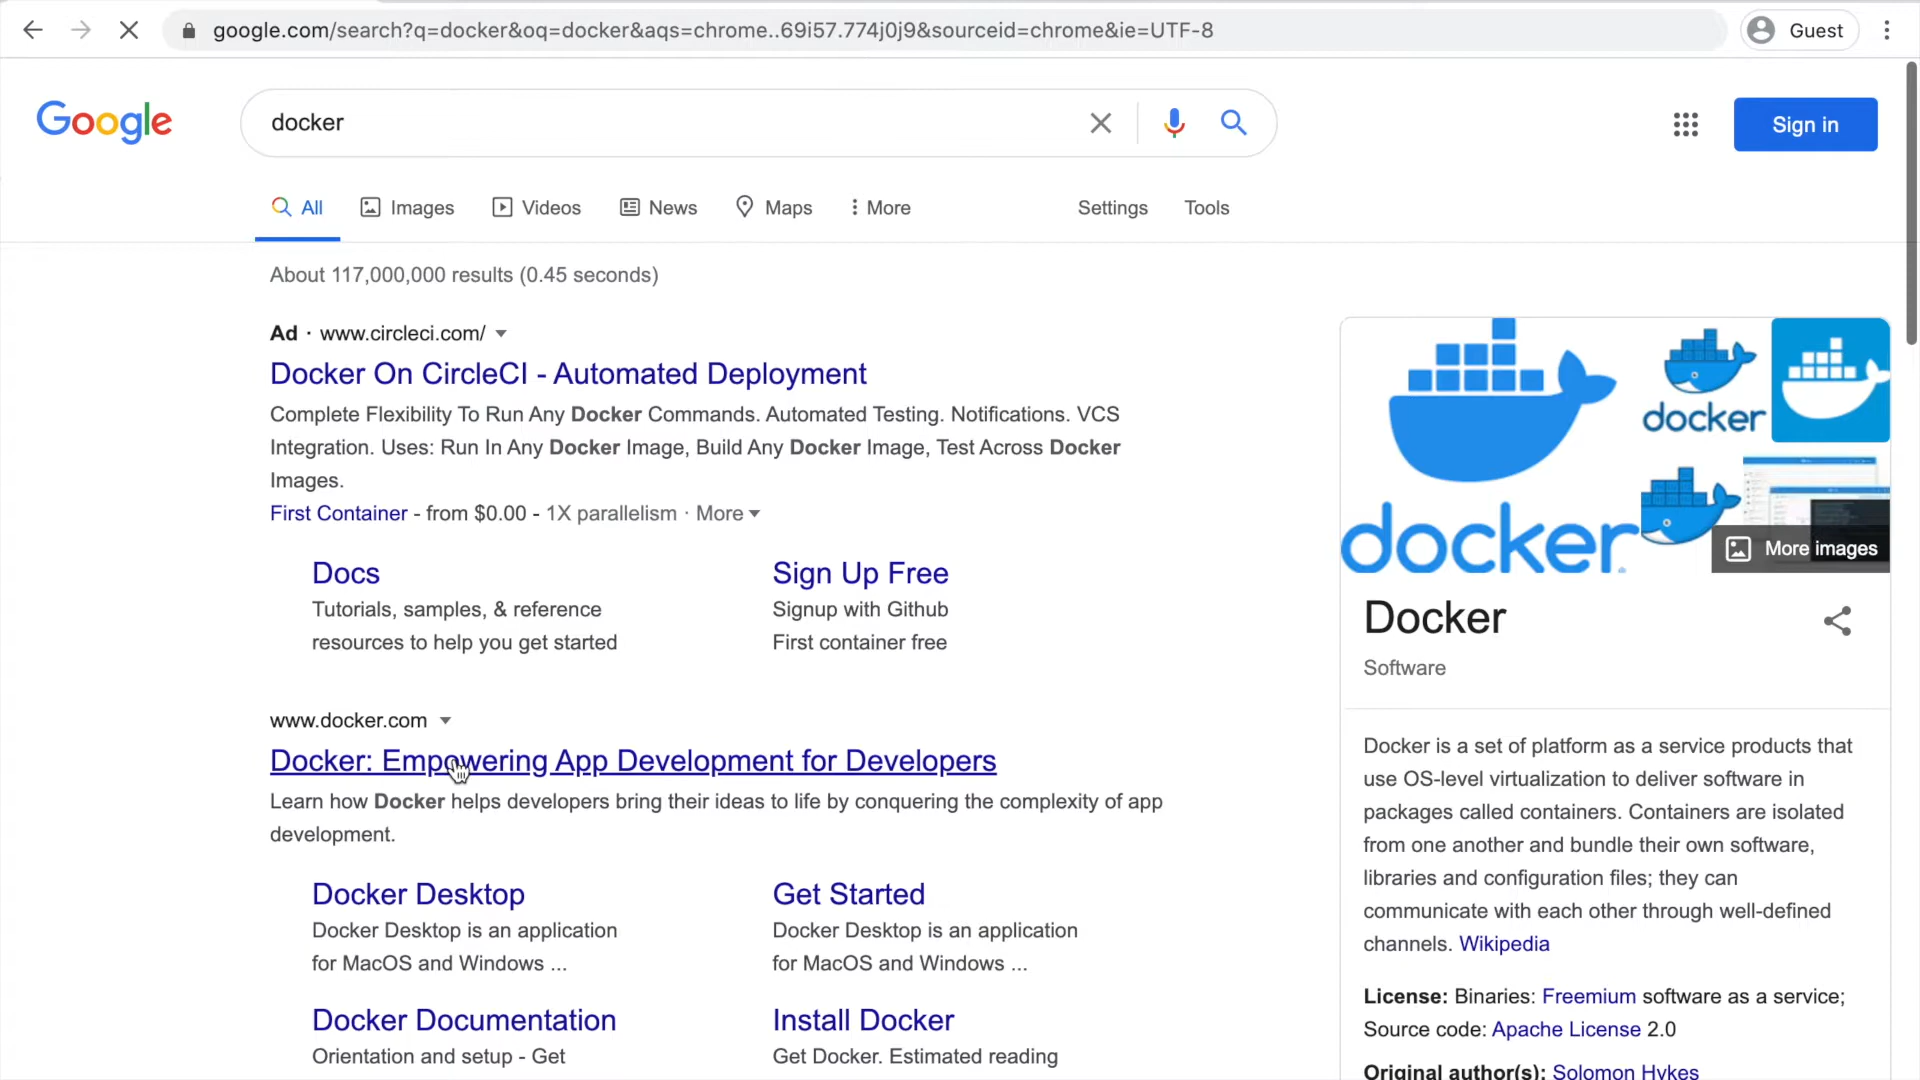 google.com/search?q=docker&oq=docker&aqs=chrome..69i57.774j0j9&sourceid=chrome&ie=UTF-8
Guest
Google
docker
Sign in
All
Images
Videos
News
Maps
More
Settings
Tools
About 117,000,000 results (0.45 seconds)
Ad · www.circleci.com/
Docker On CircleCI - Automated Deployment
Complete Flexibility To Run Any Docker Commands. Automated Testing. Notifications. VCS
Integration. Uses: Run In Any Docker Image, Build Any Docker Image, Test Across Docker
Images.
First Container - from $0.00 - 1X parallelism · More
Docs
Tutorials, samples, & reference
resources to help you get started
Sign Up Free
Signup with Github
First container free
www.docker.com
Docker: Empowering App Development for Developers
Learn how Docker helps developers bring their ideas to life by conquering the complexity of app
development.
Docker Desktop
Docker Desktop is an application
for MacOS and Windows ...
Get Started
Docker Desktop is an application
for MacOS and Windows ...
Docker Documentation
Orientation and setup - Get
Install Docker
Get Docker. Estimated reading
docker
docker
More images
Docker
Software
Docker is a set of platform as a service products that
use OS-level virtualization to deliver software in
packages called containers. Containers are isolated
from one another and bundle their own software,
libraries and configuration files; they can
communicate with each other through well-defined
channels. Wikipedia
License: Binaries: Freemium software as a service;
Source code: Apache License 2.0
Original author(s): Solomon Hykes